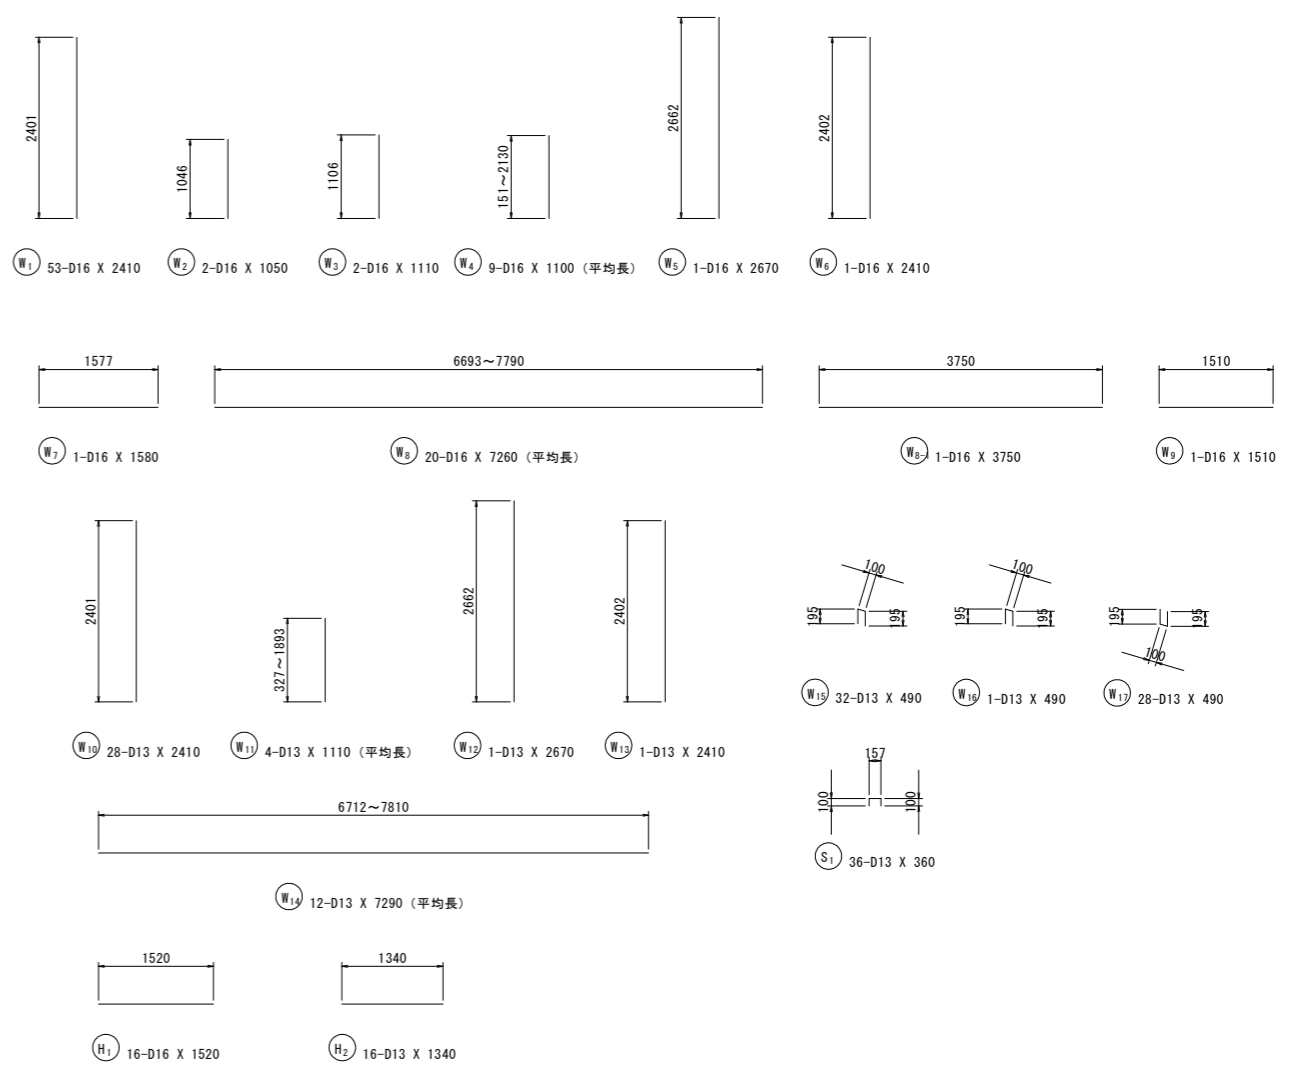 2401
1046
1106
151～2130
2662
2402
W1 53-D16 X 2410
W2 2-D16 X 1050
W3 2-D16 X 1110
W4 9-D16 X 1100（平均長）
W5 1-D16 X 2670
W6 1-D16 X 2410
1577
6693～7790
3750
1510
W7 1-D16 X 1580
W8 20-D16 X 7260（平均長）
W8-1 1-D16 X 3750
W9 1-D16 X 1510
2401
327～1893
2662
2402
W10 28-D13 X 2410
W11 4-D13 X 1110（平均長）
W12 1-D13 X 2670
W13 1-D13 X 2410
100
195
195
W15 32-D13 X 490
100
195
195
W16 1-D13 X 490
195
195
100
W17 28-D13 X 490
157
100
100
S1 36-D13 X 360
6712～7810
W14 12-D13 X 7290（平均長）
1520
1340
H1 16-D16 X 1520
H2 16-D13 X 1340